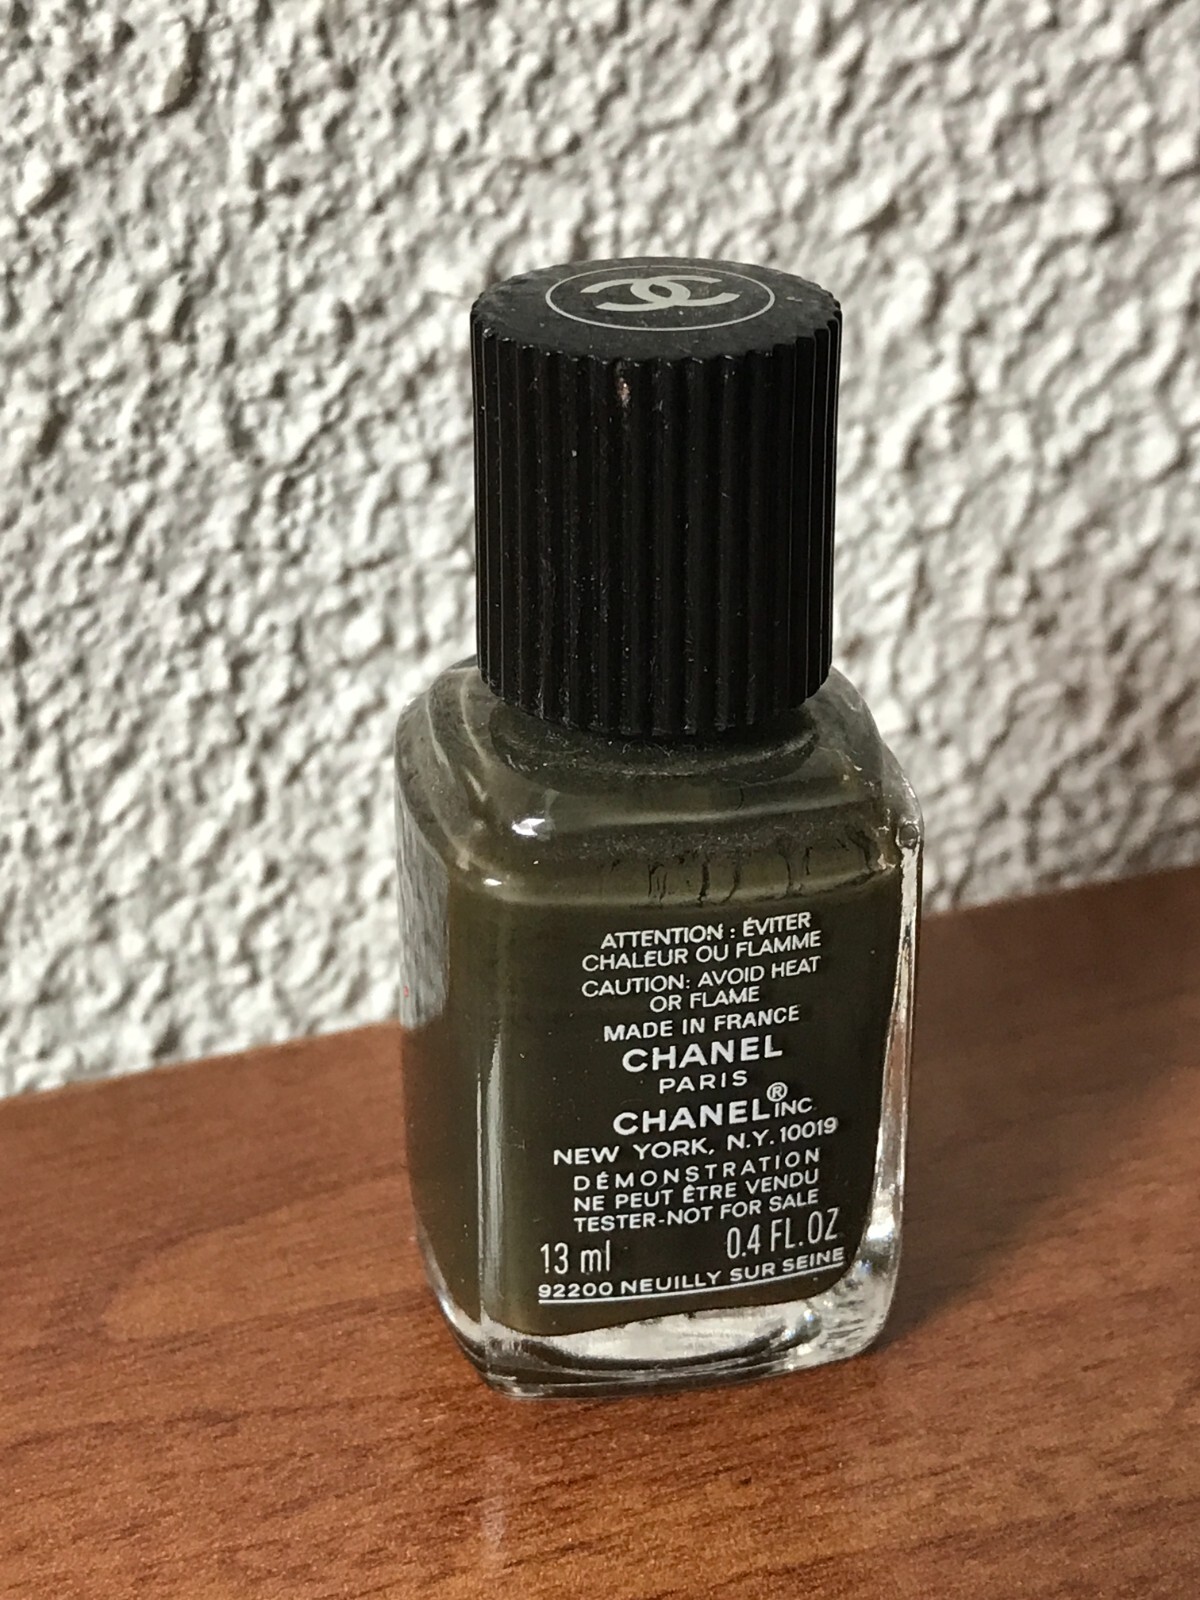 ATTENTION : ÉVITER
CHALEUR OU FLAMME
CAUTION: AVOID HEAT
OR FLAME
MADE IN FRANCE
CHANEL
PARIS
CHANEL® INC.
NEW YORK, N.Y. 10019
DÉMONSTRATION
NE PEUT ÊTRE VENDU
TESTER-NOT FOR SALE
13 ml 0.4 FL.OZ
92200 NEUILLY SUR SEINE